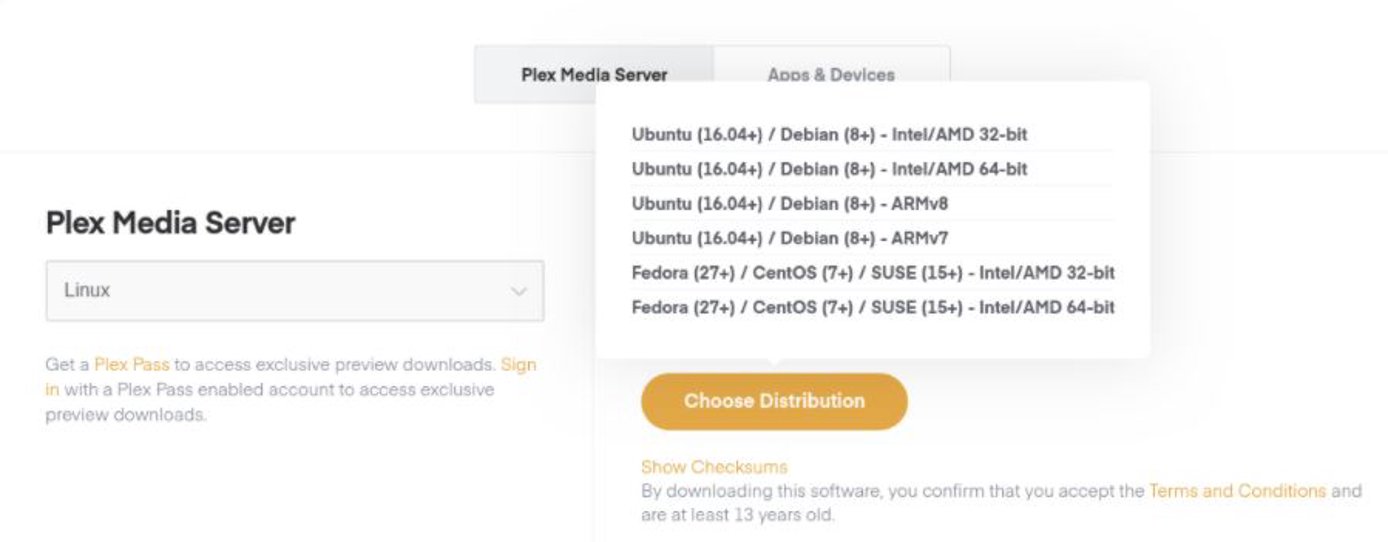 Plex Media Server
Apps & Devices
Ubuntu (16.04+) / Debian (8+) - Intel/AMD 32-bit
Ubuntu (16.04+) / Debian (8+) - Intel/AMD 64-bit
Ubuntu (16.04+) / Debian (8+) - ARMv8
Ubuntu (16.04+) / Debian (8+) - ARMv7
Fedora (27+) / CentOS (7+) / SUSE (15+) - Intel/AMD 32-bit
Fedora (27+) / CentOS (7+) / SUSE (15+) - Intel/AMD 64-bit
Plex Media Server
Linux
Get a Plex Pass to access exclusive preview downloads. Sign
in with a Plex Pass enabled account to access exclusive
preview downloads.
Choose Distribution
Show Checksums
By downloading this software, you confirm that you accept the Terms and Conditions and
are at least 13 years old.